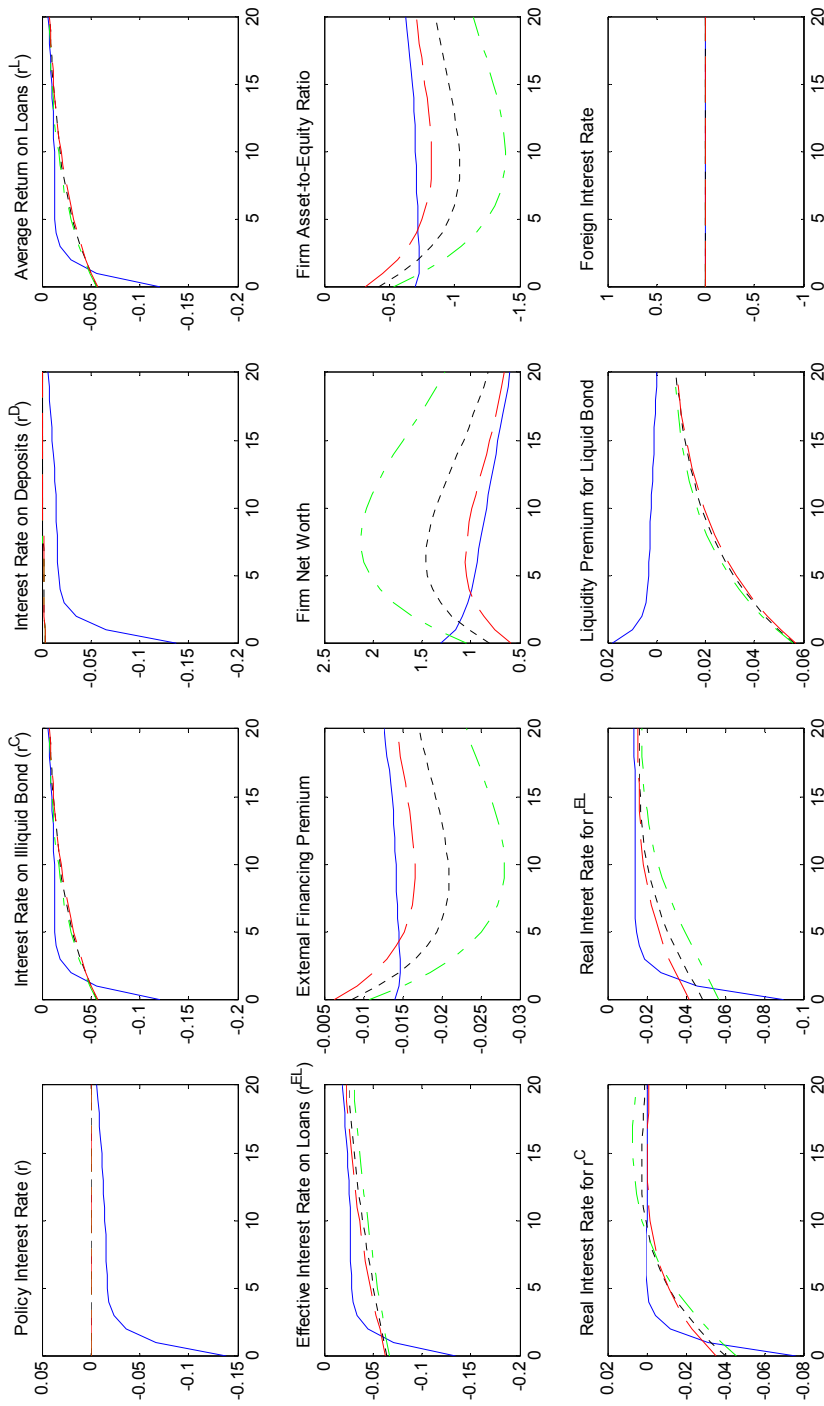 Policy Interest Rate (r)
0.05
0
-0.05
-0.1
-0.15
0 5 10 15 20
Interest Rate on Illiquid Bond (r^C)
0
-0.05
-0.1
-0.15
-0.2
0 5 10 15 20
Interest Rate on Deposits (r^D)
0
-0.05
-0.1
-0.15
-0.2
0 5 10 15 20
Average Return on Loans (r^L)
0
-0.05
-0.1
-0.15
-0.2
0 5 10 15 20
Effective Interest Rate on Loans (r^EL)
0
-0.05
-0.1
-0.15
-0.2
0 5 10 15 20
External Financing Premium
-0.005
-0.01
-0.015
-0.02
-0.025
-0.03
0 5 10 15 20
Firm Net Worth
2.5
2
1.5
1
0.5
0 5 10 15 20
Firm Asset-to-Equity Ratio
0
-0.5
-1
-1.5
0 5 10 15 20
Real Interest Rate for r^C
0.02
0
-0.02
-0.04
-0.06
-0.08
0 5 10 15 20
Real Interet Rate for r^EL
0
-0.02
-0.04
-0.06
-0.08
-0.1
0 5 10 15 20
Liquidity Premium for Liquid Bond
0.02
0
-0.02
-0.04
-0.06
0 5 10 15 20
Foreign Interest Rate
1
0.5
0
-0.5
-1
0 5 10 15 20